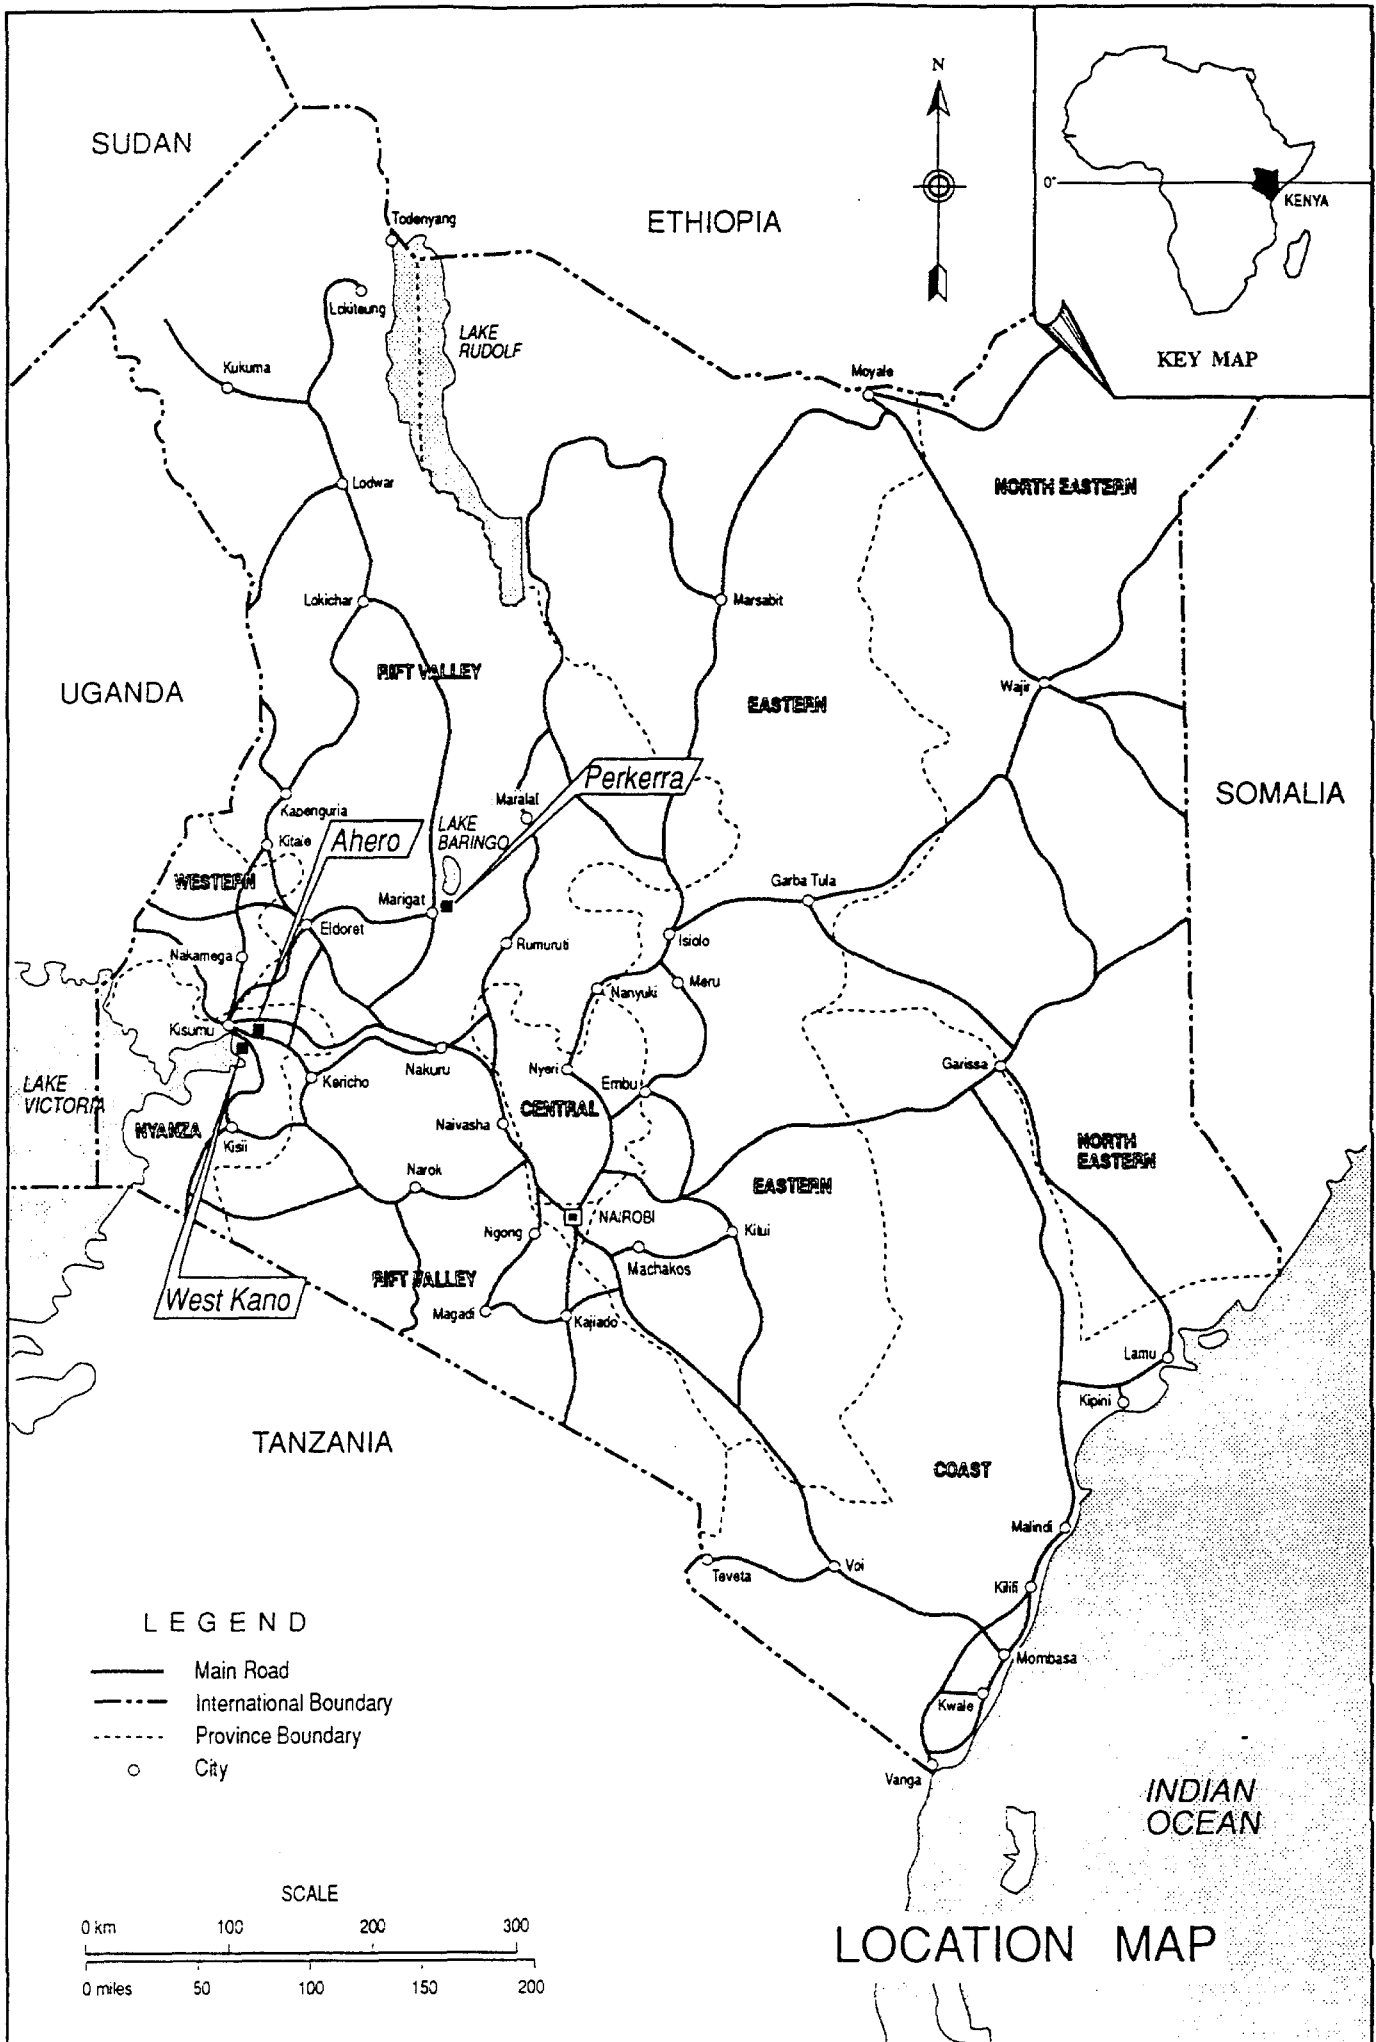 SUDAN
N
ETHIOPIA
0°
KENYA
KEY MAP
Todenyang
Lokiteung
LAKE
RUDOLF
Kukuma
Moyale
Lodwar
NORTH EASTERN
Lokichar
Marsabit
RIFT VALLEY
UGANDA
EASTERN
Wajir
SOMALIA
Perkerra
Maralal
Kapenguria
LAKE
BARINGO
Ahero
Kitale
WESTERN
Marigat
Garba Tula
Eldoret
Rumuruti
Isiolo
Nakamega
Nanyuki
Meru
Kisumu
Nakuru
Nyeri
Garissa
Kericho
Embu
LAKE
VICTORIA
NYANZA
CENTRAL
Naivasha
Kisii
NORTH
EASTERN
Narok
EASTERN
NAIROBI
Ngong
Kitui
Machakos
RIFT VALLEY
West Kano
Magadi
Kajiado
Lamu
Kipini
TANZANIA
COAST
Malindi
Voi
Teveta
Kilifi
LEGEND
Main Road
International Boundary
Province Boundary
City
Mombasa
Kwale
Vanga
INDIAN
OCEAN
SCALE
0 km 100 200 300
0 miles 50 100 150 200
LOCATION MAP